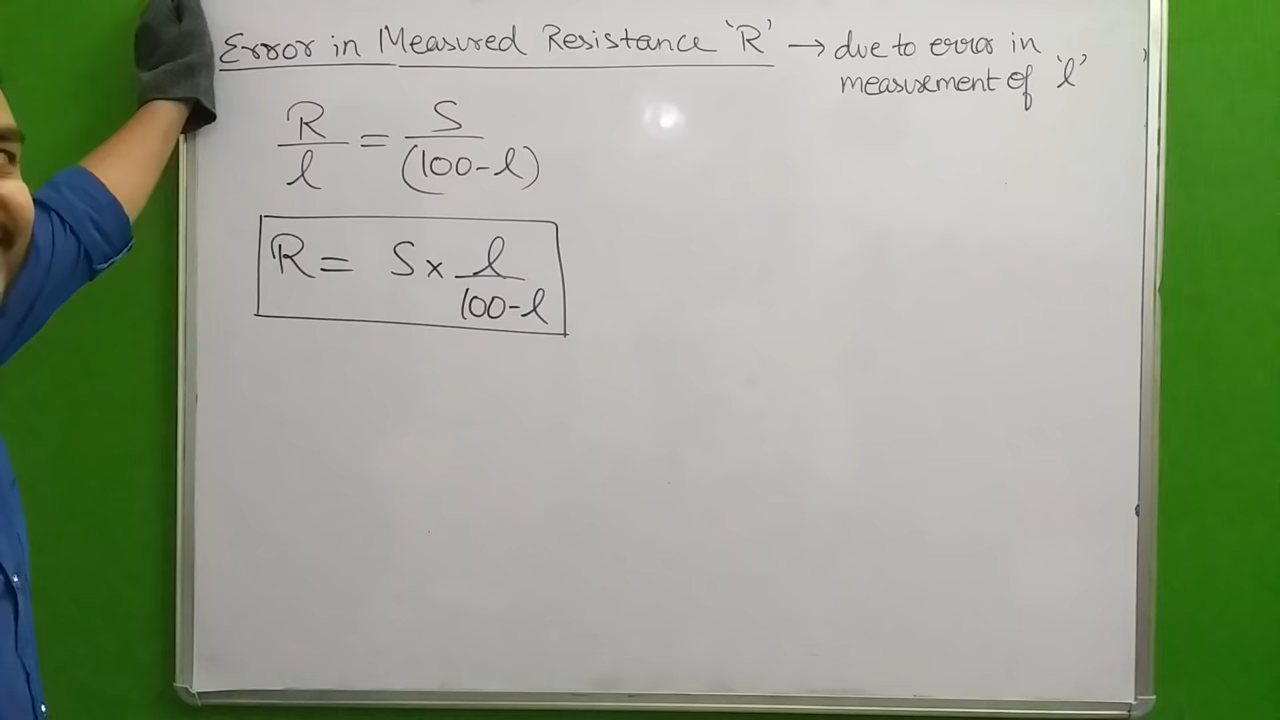 Error in Measured Resistance 'R' → due to error in
measurement of 'l'
R/l = S/(100-l)
R = S × l/100-l